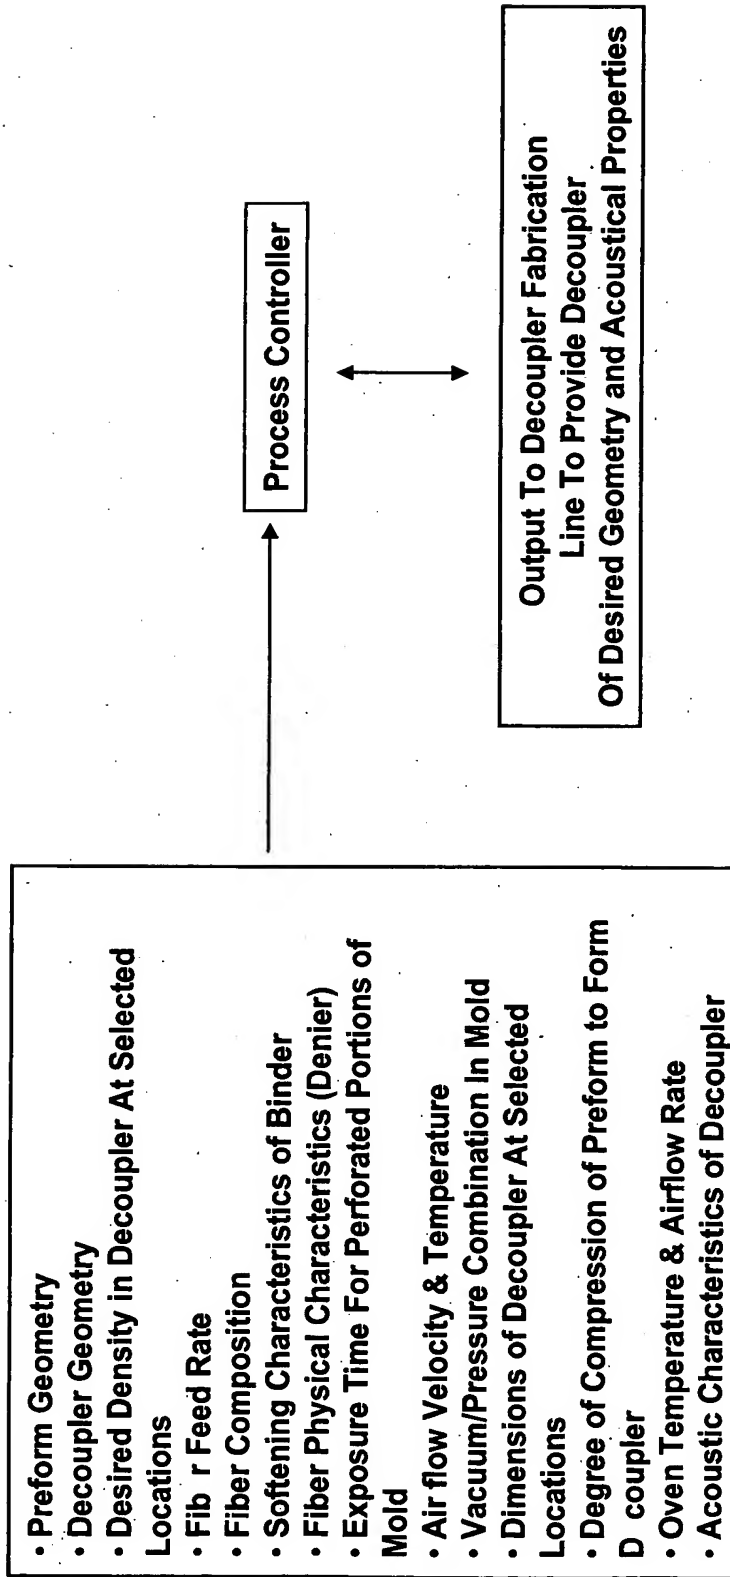 • Preform Geometry
• Decoupler Geometry
• Desired Density in Decoupler At Selected
Locations
• Fib r Feed Rate
• Fiber Composition
• Softening Characteristics of Binder
• Fiber Physical Characteristics (Denier)
• Exposure Time For Perforated Portions of
Mold
• Air flow Velocity & Temperature
• Vacuum/Pressure Combination In Mold
• Dimensions of Decoupler At Selected
Locations
• Degree of Compression of Preform to Form
D coupler
• Oven Temperature & Airflow Rate
• Acoustic Characteristics of Decoupler
Process Controller
Output To Decoupler Fabrication
Line To Provide Decoupler
Of Desired Geometry and Acoustical Properties